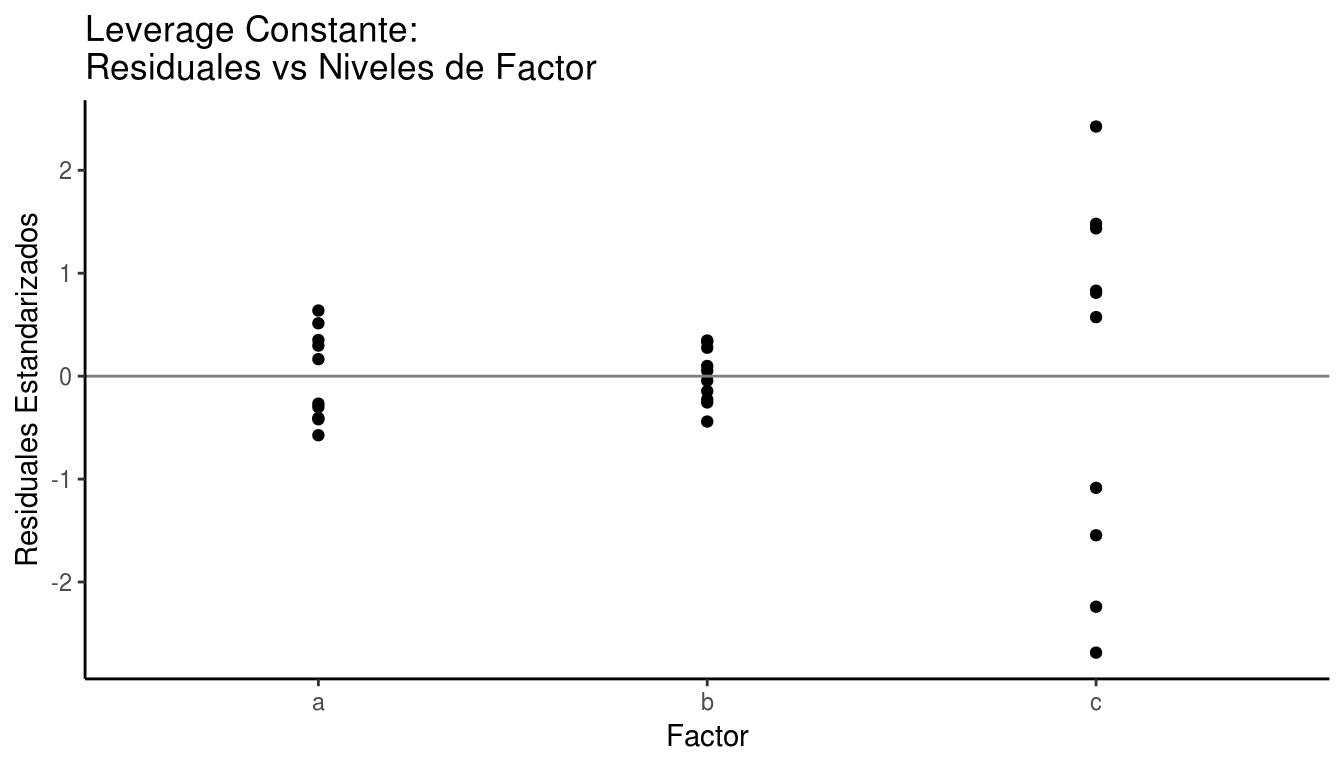 Leverage Constante:
Residuales vs Niveles de Factor
Residuales Estandarizados
2
1
0
-1
-2
a b c
Factor